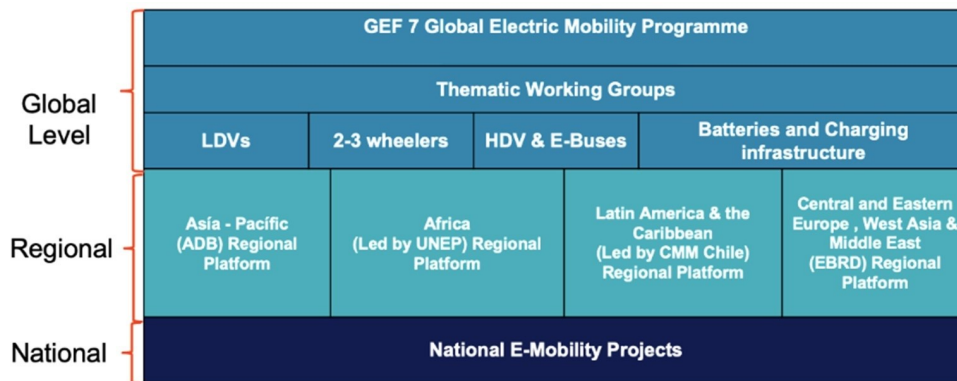 GEF 7 Global Electric Mobility Programme
Thematic Working Groups
Global
Level
LDVs
2-3 wheelers
HDV & E-Buses
Batteries and Charging
infrastructure
Regional
Asía - Pacífic
(ADB) Regional
Platform
Africa
(Led by UNEP) Regional
Platform
Latin America & the
Caribbean
(Led by CMM Chile)
Regional Platform
Central and Eastern
Europe , West Asia &
Middle East
(EBRD) Regional
Platform
National
National E-Mobility Projects